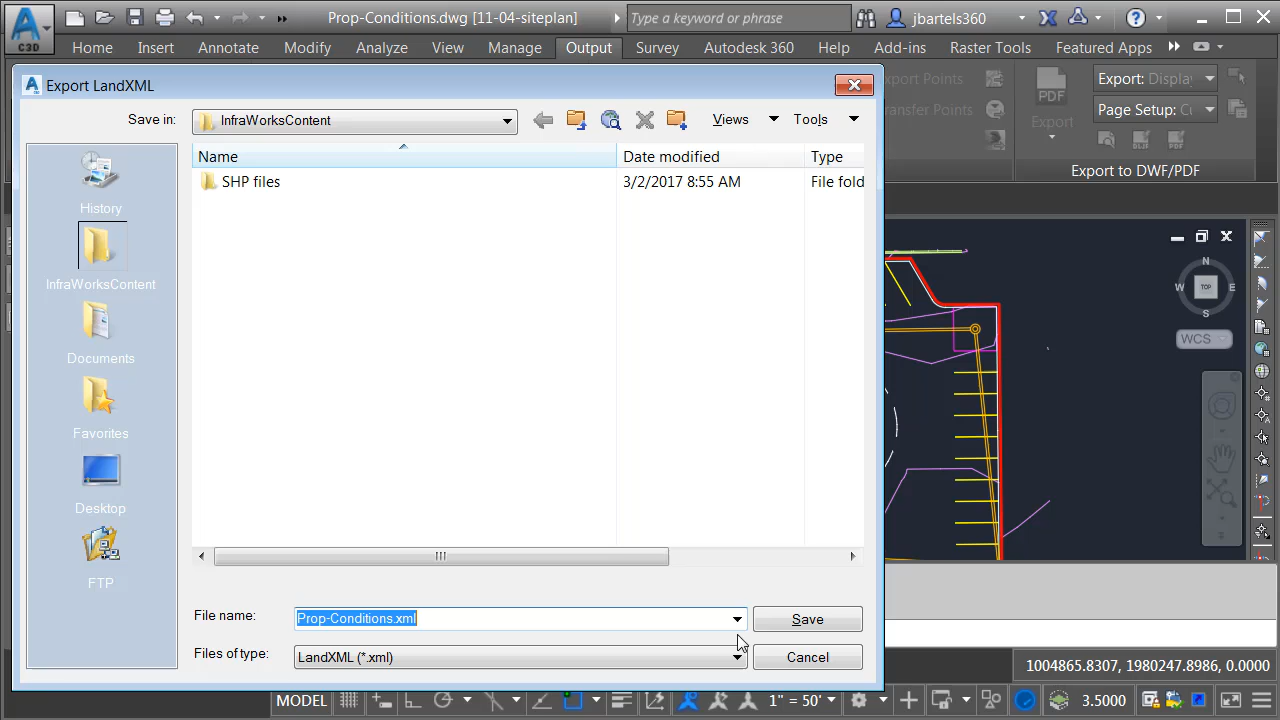 C3D
Prop-Conditions.dwg [11-04-siteplan]
Type a keyword or phrase
jbartels360
Home Insert Annotate Modify Analyze View Manage Output Survey Autodesk 360 Help Add-ins Raster Tools Featured Apps
Export LandXML
Save in: InfraWorksContent Views Tools
Name Date modified Type
SHP files 3/2/2017 8:55 AM File fold
History
InfraWorksContent
Documents
Favorites
Desktop
FTP
File name: Prop-Conditions.xml Save
Files of type: LandXML (*.xml) Cancel
Export Points
PDF
Export
Export: Display
Page Setup: Cu
Export to DWF/PDF
N
W TOP E
S
WCS
1004865.8307, 1980247.8986, 0.0000
MODEL 1" = 50' 3.5000